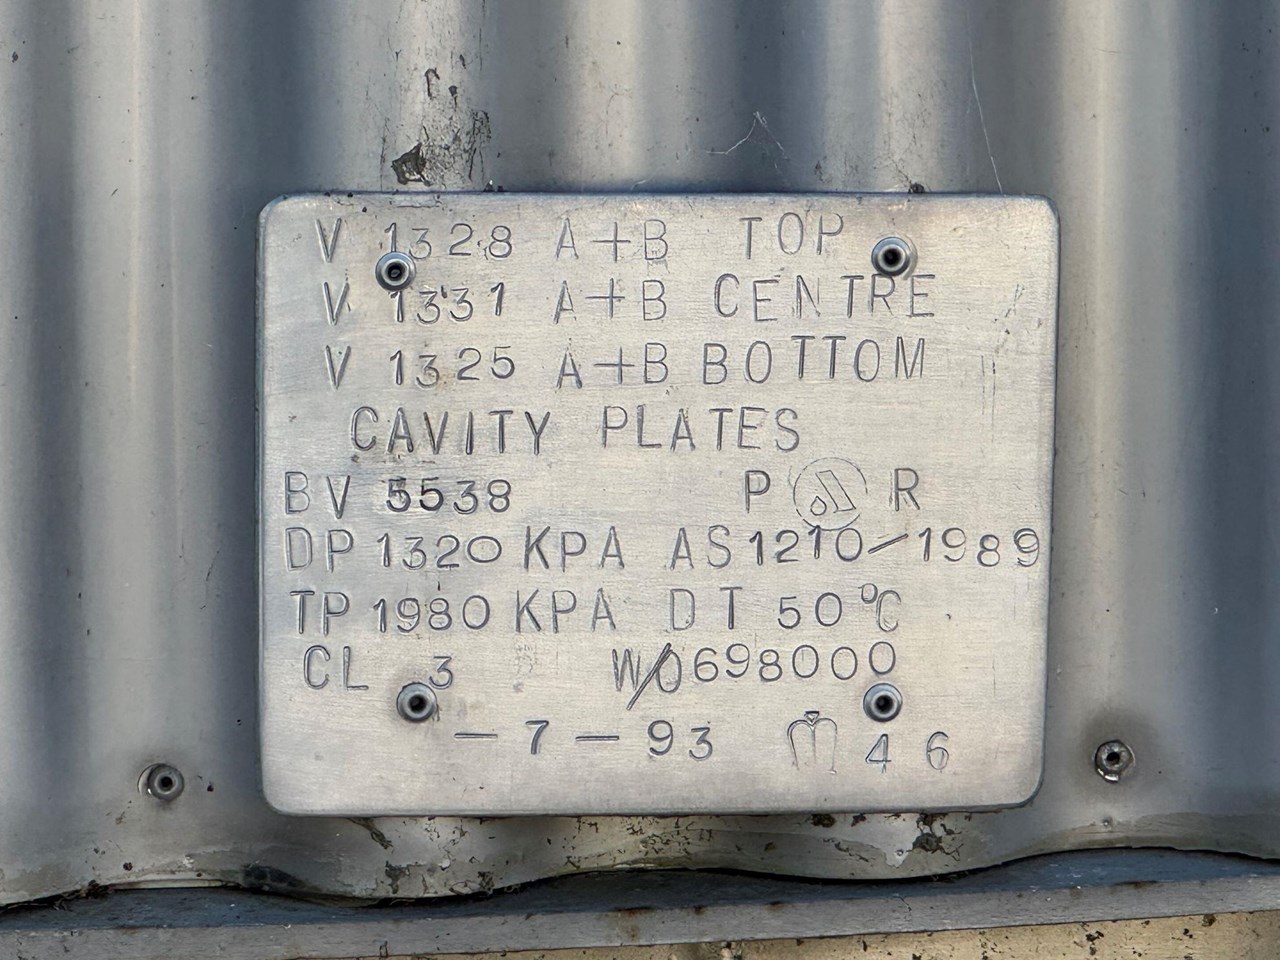 V 1328 A+B TOP
V 1331 A+B CENTRE
V 1325 A+B BOTTOM
CAVITY PLATES
BV 5538 P R
DP 1320 KPA AS1210/1989
TP 1980 KPA DT 50°C
CL 3 W/O698000
-7-93 46